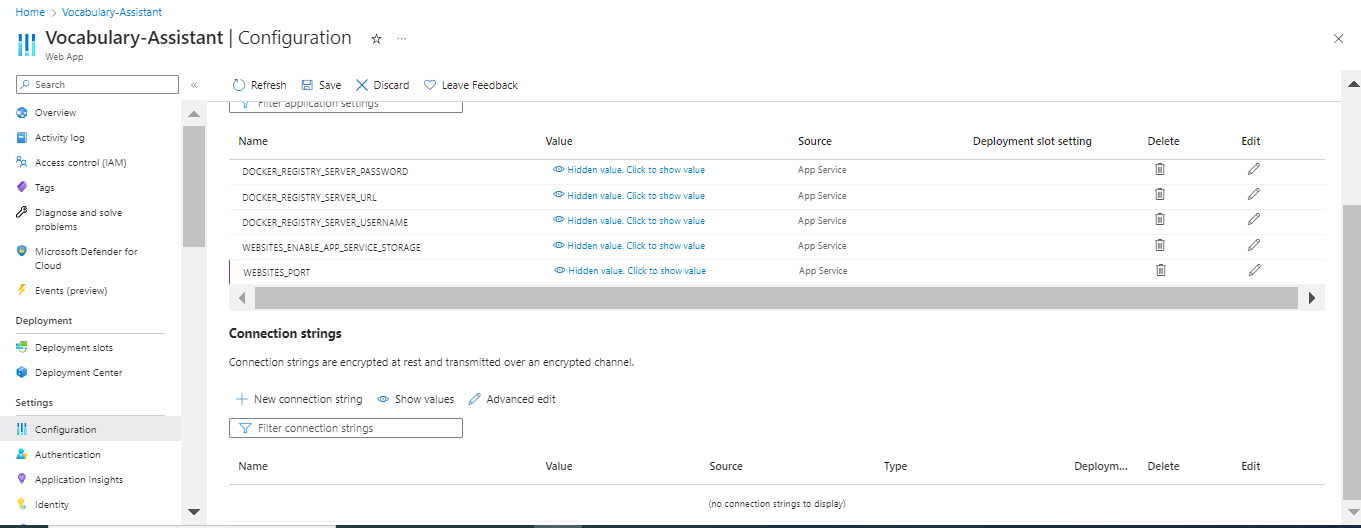 Home > Vocabulary-Assistant
Vocabulary-Assistant | Configuration ☆ ...
Web App
Search «
Refresh Save Discard Leave Feedback
Overview
Activity log
Access control (IAM)
Tags
Diagnose and solve
problems
Microsoft Defender for
Cloud
Events (preview)
Deployment
Deployment slots
Deployment Center
Settings
Configuration
Authentication
Application Insights
Identity
Filter application settings
Name Value Source Deployment slot setting Delete Edit
DOCKER_REGISTRY_SERVER_PASSWORD Hidden value. Click to show value App Service
DOCKER_REGISTRY_SERVER_URL Hidden value. Click to show value App Service
DOCKER_REGISTRY_SERVER_USERNAME Hidden value. Click to show value App Service
WEBSITES_ENABLE_APP_SERVICE_STORAGE Hidden value. Click to show value App Service
WEBSITES_PORT Hidden value. Click to show value App Service
Connection strings
Connection strings are encrypted at rest and transmitted over an encrypted channel.
New connection string Show values Advanced edit
Filter connection strings
Name Value Source Type Deploym... Delete Edit
(no connection strings to display)